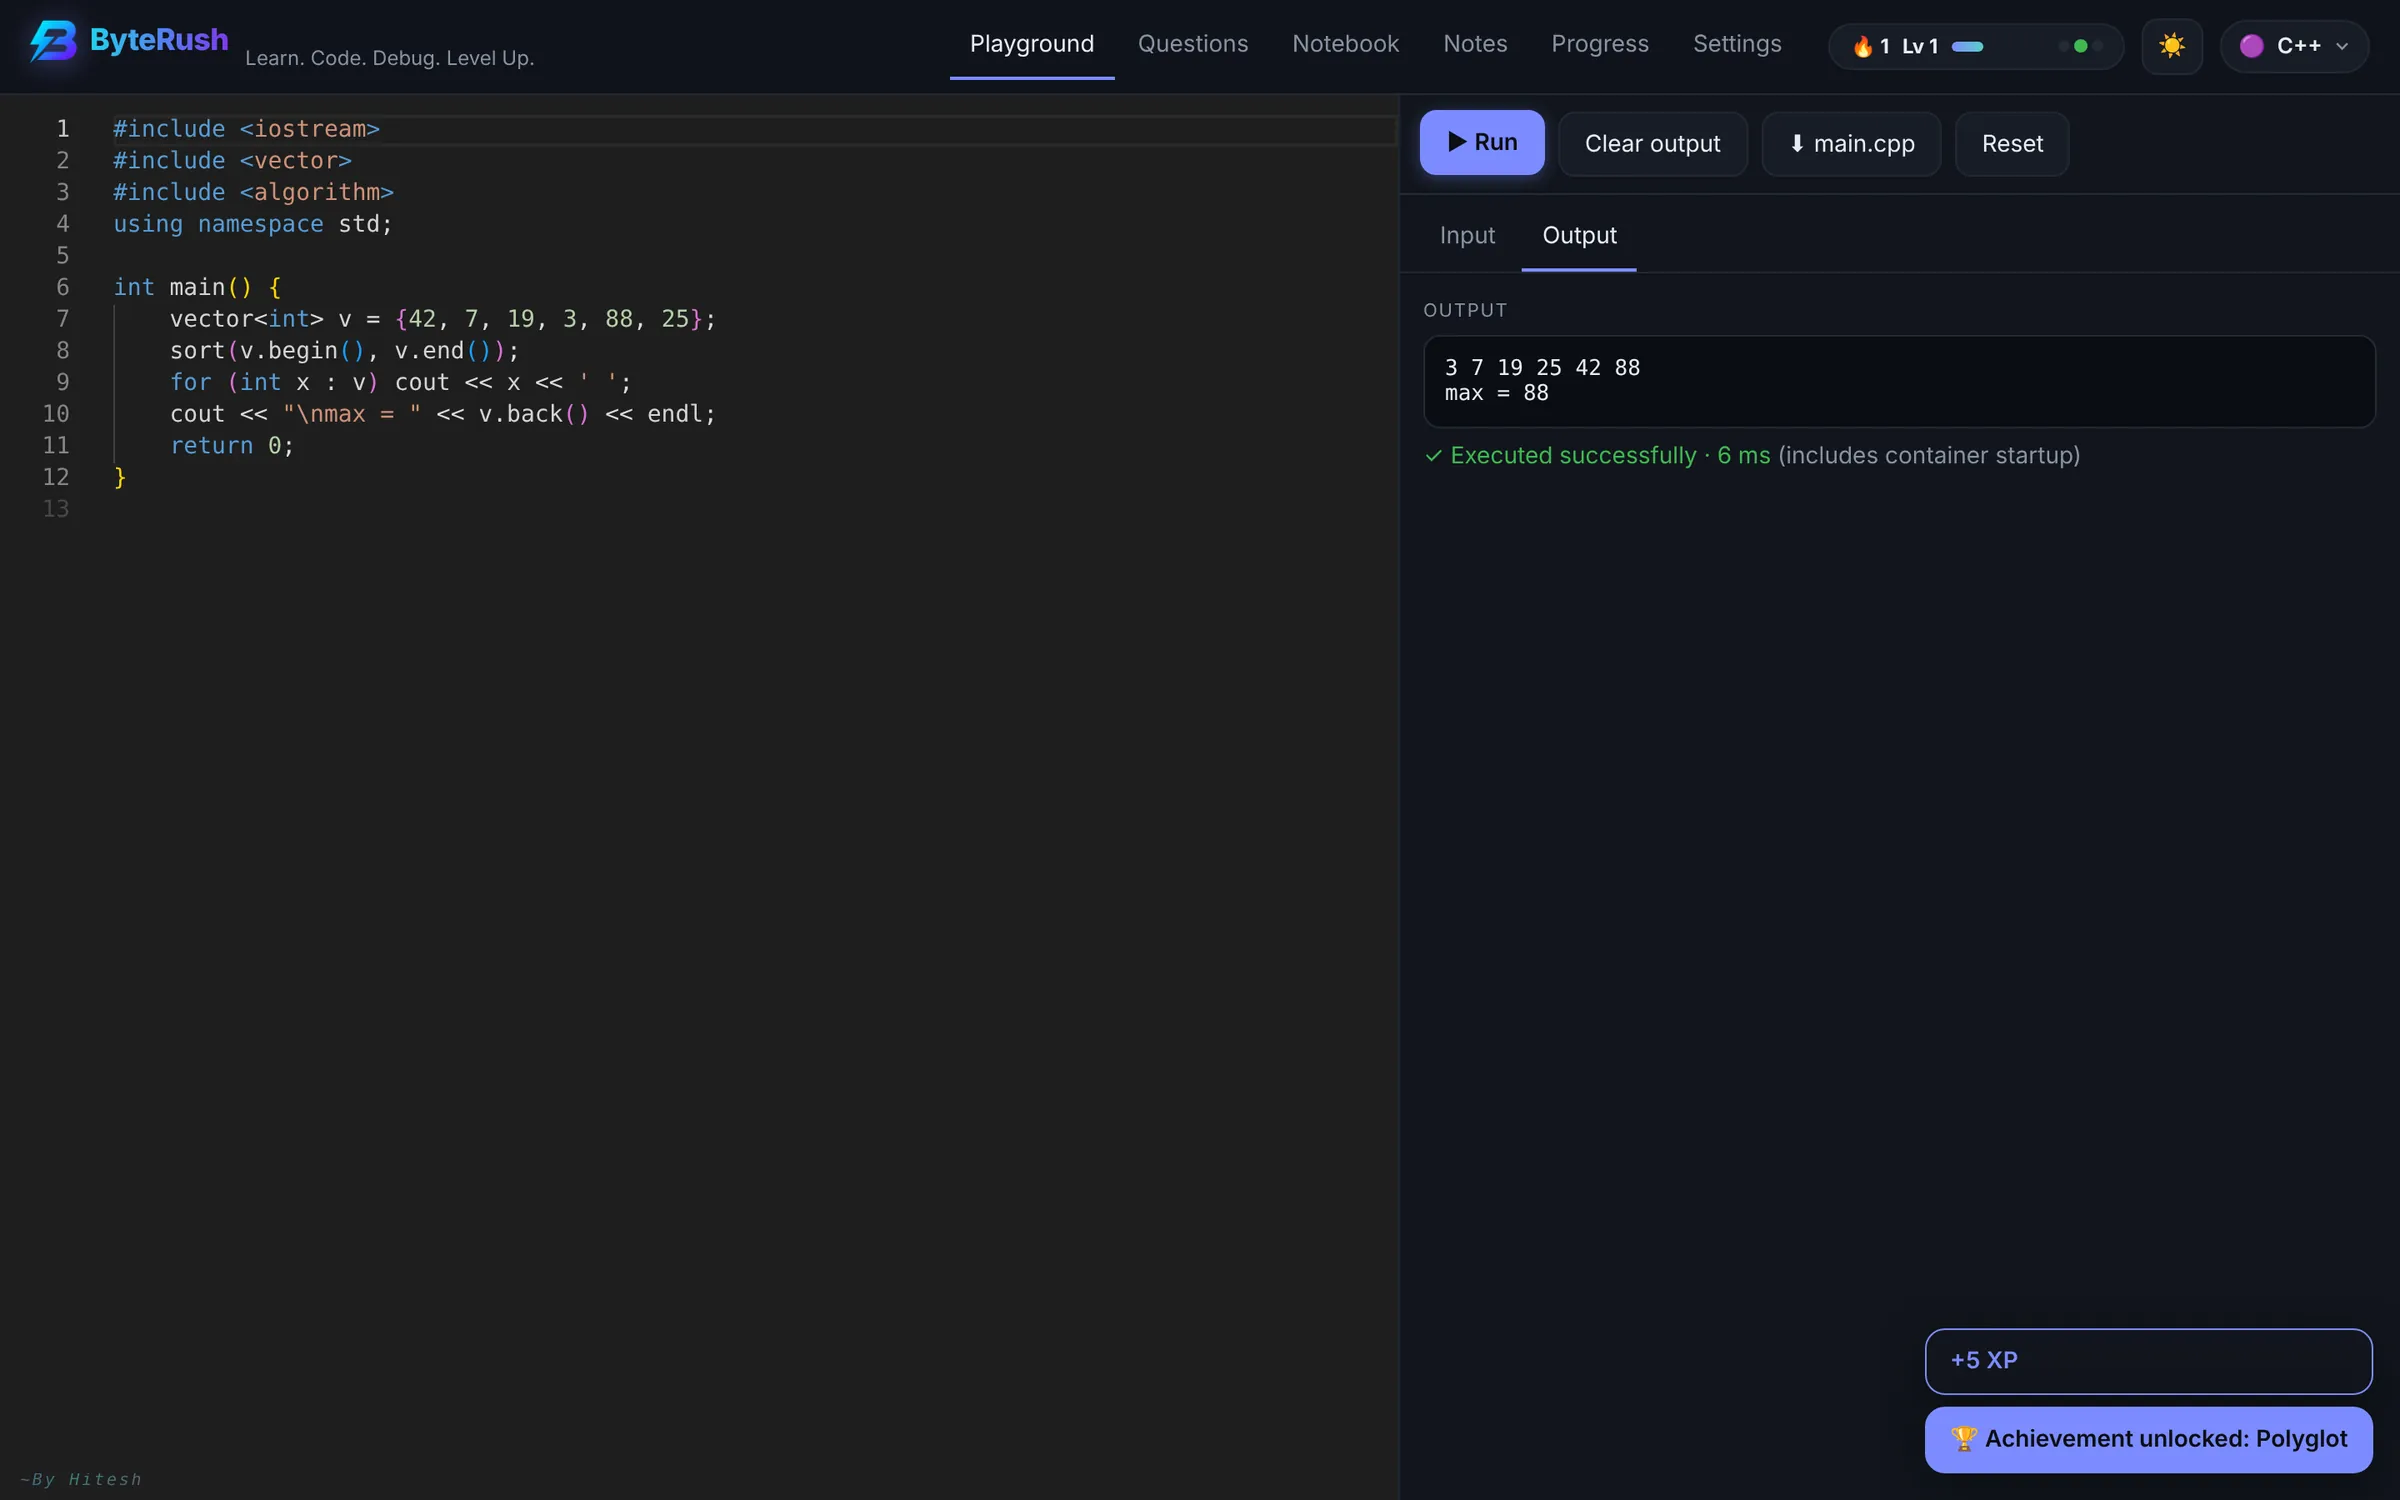 ByteRush
Learn. Code. Debug. Level Up.
Playground Questions Notebook Notes Progress Settings
🔥 1 Lv 1
☀️
C++
1 #include <iostream>
2 #include <vector>
3 #include <algorithm>
4 using namespace std;
5
6 int main() {
7     vector<int> v = {42, 7, 19, 3, 88, 25};
8     sort(v.begin(), v.end());
9     for (int x : v) cout << x << ' ';
10     cout << "\nmax = " << v.back() << endl;
11     return 0;
12 }
13
▶ Run
Clear output
⬇ main.cpp
Reset
Input Output
OUTPUT
3 7 19 25 42 88
max = 88
✓ Executed successfully · 6 ms (includes container startup)
+5 XP
🏆 Achievement unlocked: Polyglot
~By Hitesh